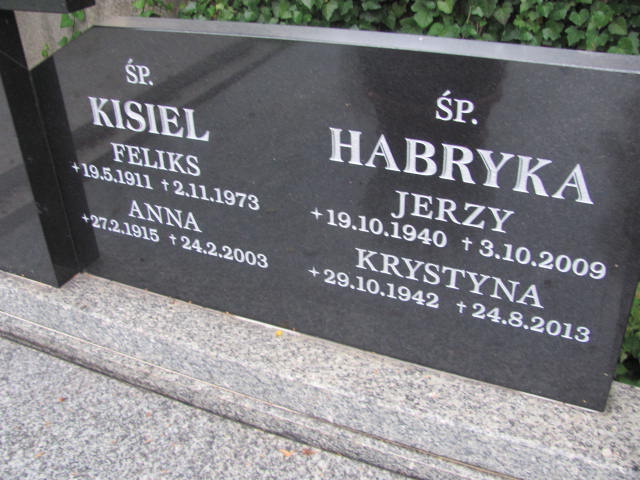 ŚP.
KISIEL
FELIKS
+19.5.1911 †2.11.1973
ANNA
+27.2.1915 †24.2.2003
ŚP.
HABRYKA
JERZY
+19.10.1940 †3.10.2009
KRYSTYNA
+29.10.1942 †24.8.2013